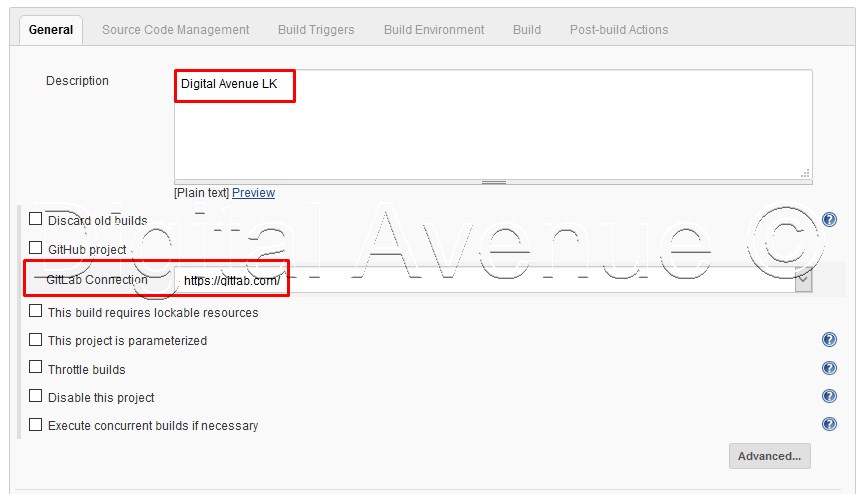 General Source Code Management Build Triggers Build Environment Build Post-build Actions
Description
Digital Avenue LK
[Plain text] Preview
Discard old builds
Digital Avenue ©
GitHub project
GitLab Connection https://gitlab.com/
This build requires lockable resources
This project is parameterized
Throttle builds
Disable this project
Execute concurrent builds if necessary
Advanced...